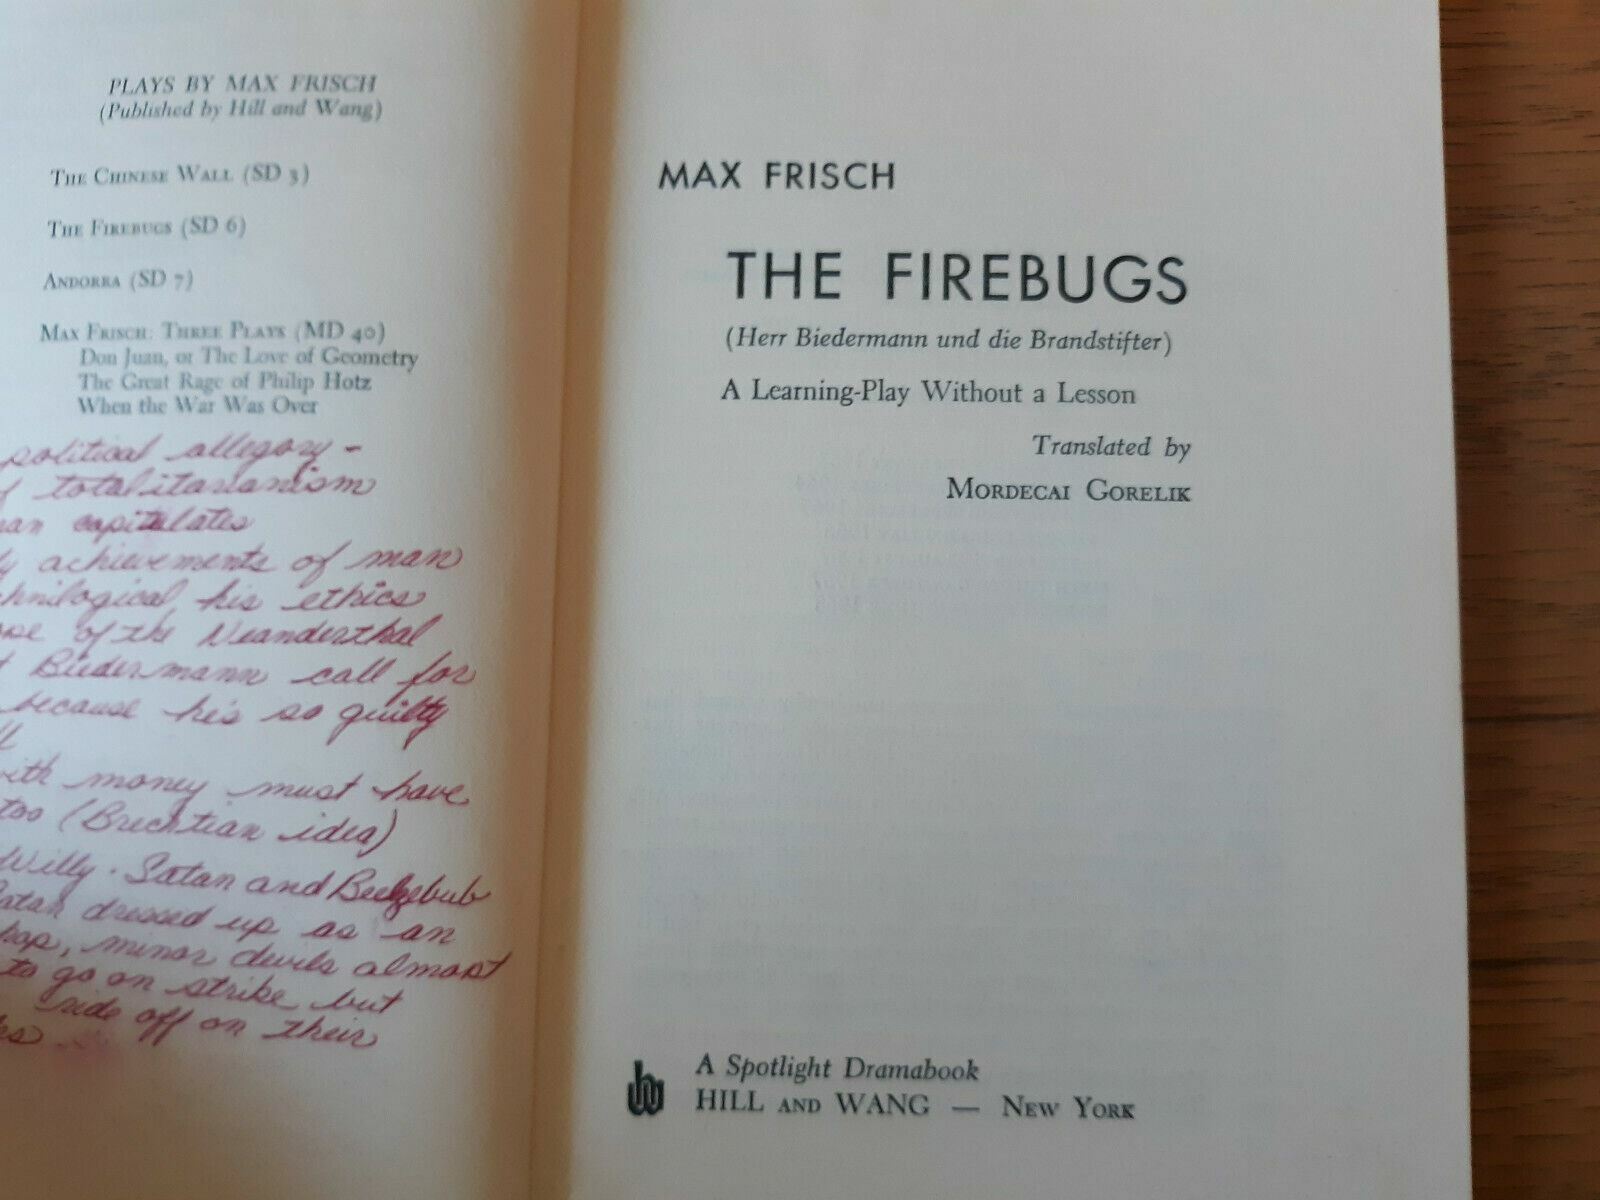 PLAYS BY MAX FRISCH
(Published by Hill and Wang)
THE CHINESE WALL (SD 3)
THE FIREBUGS (SD 6)
ANDORRA (SD 7)
MAX FRISCH: THREE PLAYS (MD 40)
Don Juan, or The Love of Geometry
The Great Rage of Philip Hotz
When the War Was Over
political allegory -
totalitarianism
capitulates
achievements of man
his ethics
of the Neanderthal
Biedermann call for
because he's so guilty
with money must have
too (Brechtian idea)
Willy - Satan and Beelzebub
Satan dressed up as an
minor devils almost
to go on strike but
ride off on their
MAX FRISCH
THE FIREBUGS
(Herr Biedermann und die Brandstifter)
A Learning-Play Without a Lesson
Translated by
MORDECAI GORELIK
A Spotlight Dramabook
HILL AND WANG — NEW YORK